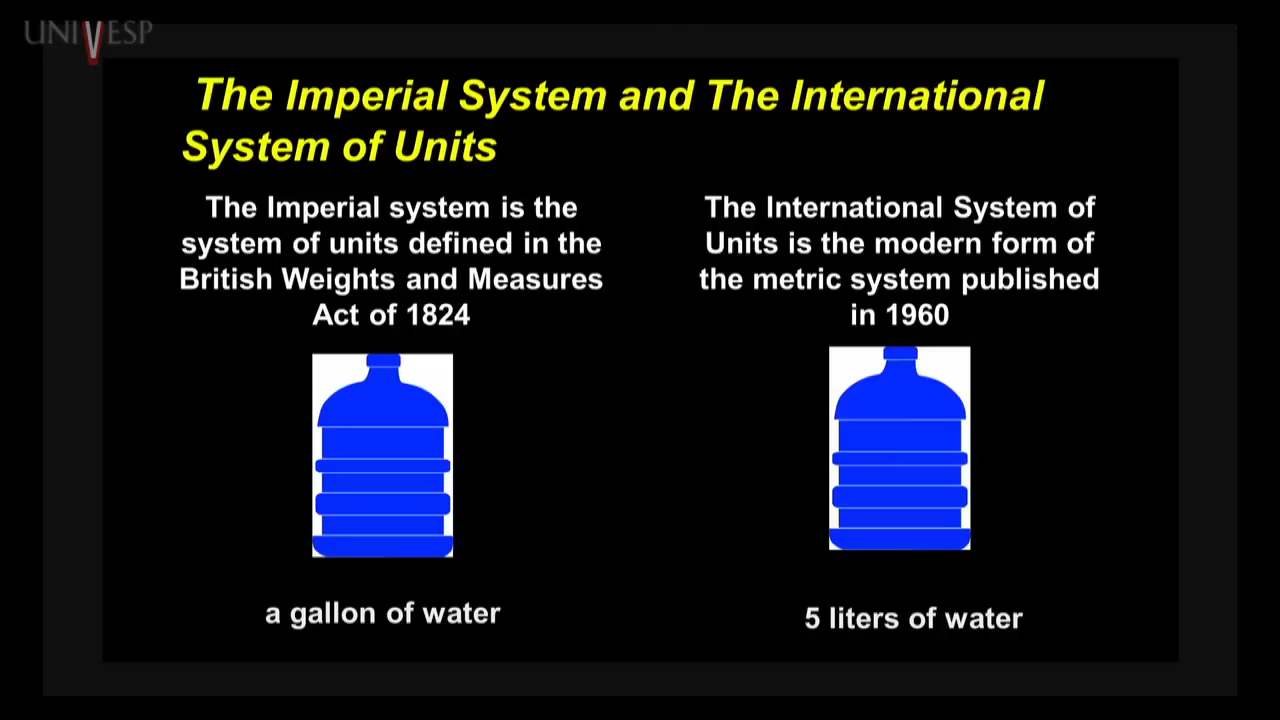 UNIVESP
The Imperial System and The International
System of Units
The Imperial system is the
system of units defined in the
British Weights and Measures
Act of 1824
The International System of
Units is the modern form of
the metric system published
in 1960
a gallon of water
5 liters of water